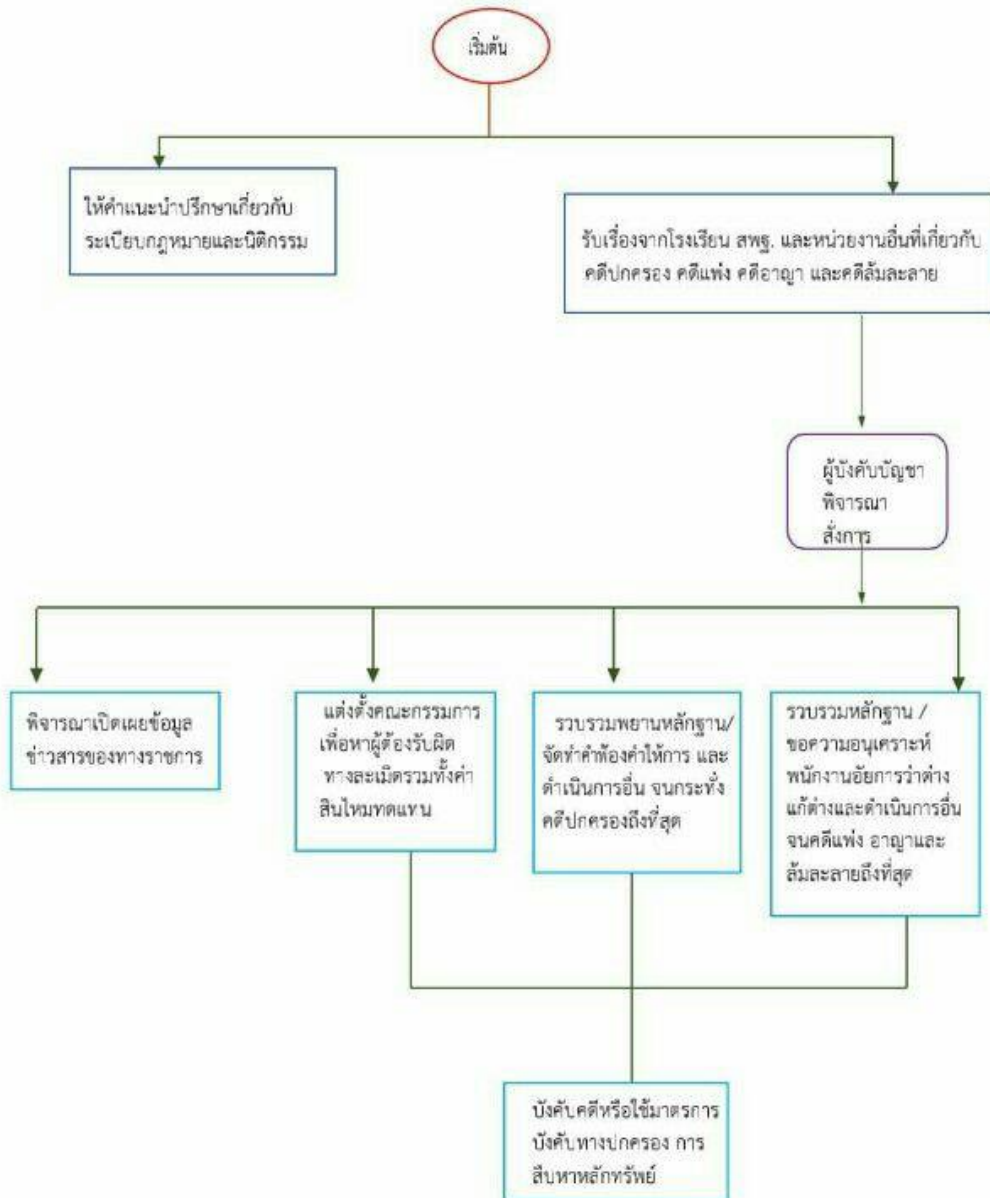 เริ่มต้น
ให้คำแนะนำปรึกษาเกี่ยวกับ
ระเบียบกฎหมายและนิติกรรม
รับเรื่องจากโรงเรียน สพฐ. และหน่วยงานอื่นที่เกี่ยวกับ
คดีปกครอง คดีแพ่ง คดีอาญา และคดีล้มละลาย
ผู้บังคับบัญชา
พิจารณา
สั่งการ
พิจารณาเปิดเผยข้อมูล
ข่าวสารของทางราชการ
แต่งตั้งคณะกรรมการ
เพื่อหาผู้ต้องรับผิด
ทางละเมิดรวมทั้งค่า
สินไหมทดแทน
รวบรวมพยานหลักฐาน/
จัดทำคำฟ้องคำให้การ และ
ดำเนินการอื่น จนกระทั่ง
คดีปกครองถึงที่สุด
รวบรวมหลักฐาน /
ขอความอนุเคราะห์
พนักงานอัยการว่าต่าง
แก้ต่างและดำเนินการอื่น
จนคดีแพ่ง อาญาและ
ล้มละลายถึงที่สุด
บังคับคดีหรือใช้มาตรการ
บังคับทางปกครอง การ
สืบหาหลักทรัพย์